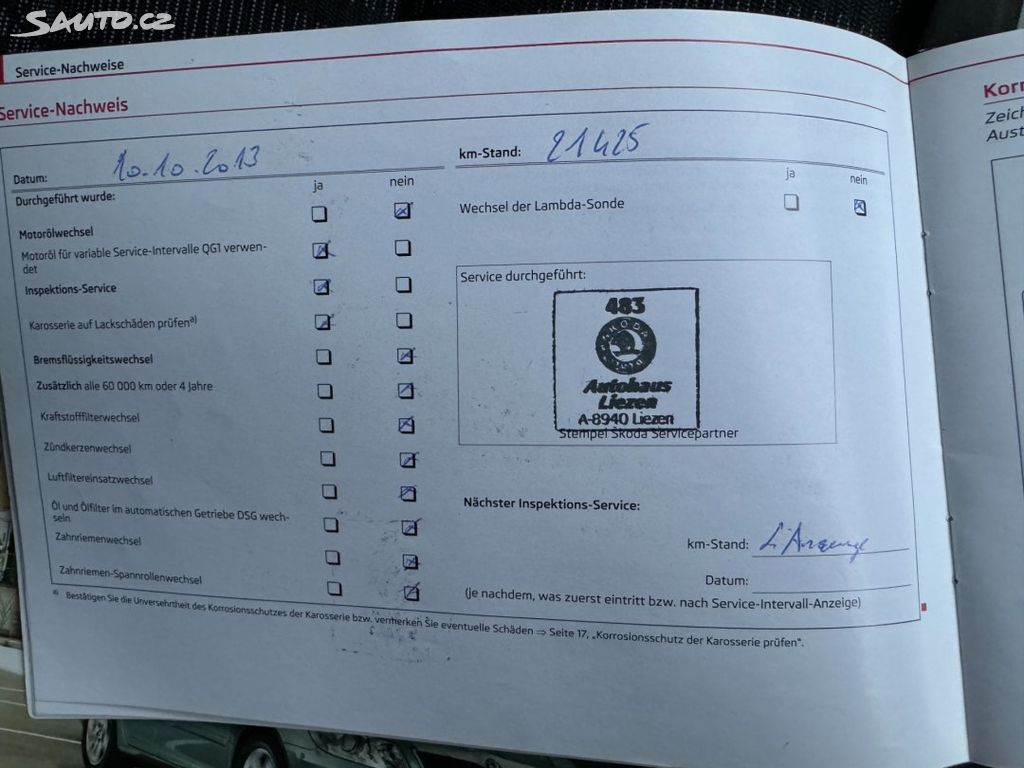 SAUTO.CZ
Service-Nachweise
Service-Nachweis
Datum: 10.10.2013
km-Stand: 21425
Durchgeführt wurde:
ja nein
ja nein
Motorölwechsel
Wechsel der Lambda-Sonde
Motoröl für variable Service-Intervalle QG1 verwen-
det
Inspektions-Service
Karosserie auf Lackschäden prüfen a)
Bremsflüssigkeitswechsel
Zusätzlich alle 60 000 km oder 4 Jahre
Kraftstofffilterwechsel
Zündkerzenwechsel
Luftfiltereinsatzwechsel
Öl und Ölfilter im automatischen Getriebe DSG wech-
seln
Zahnriemenwechsel
Zahnriemen-Spannrollenwechsel
Service durchgeführt:
483
ŠKODA
Autohaus
Liezen
A-8940 Liezen
Stempel Škoda Servicepartner
Nächster Inspektions-Service:
km-Stand:
Datum:
(je nachdem, was zuerst eintritt bzw. nach Service-Intervall-Anzeige)
a) Bestätigen Sie die Unversehrtheit des Korrosionsschutzes der Karosserie bzw. vermerken Sie eventuelle Schäden ⇒ Seite 17, „Korrosionsschutz der Karosserie prüfen“.
Korr
Zeich
Aust